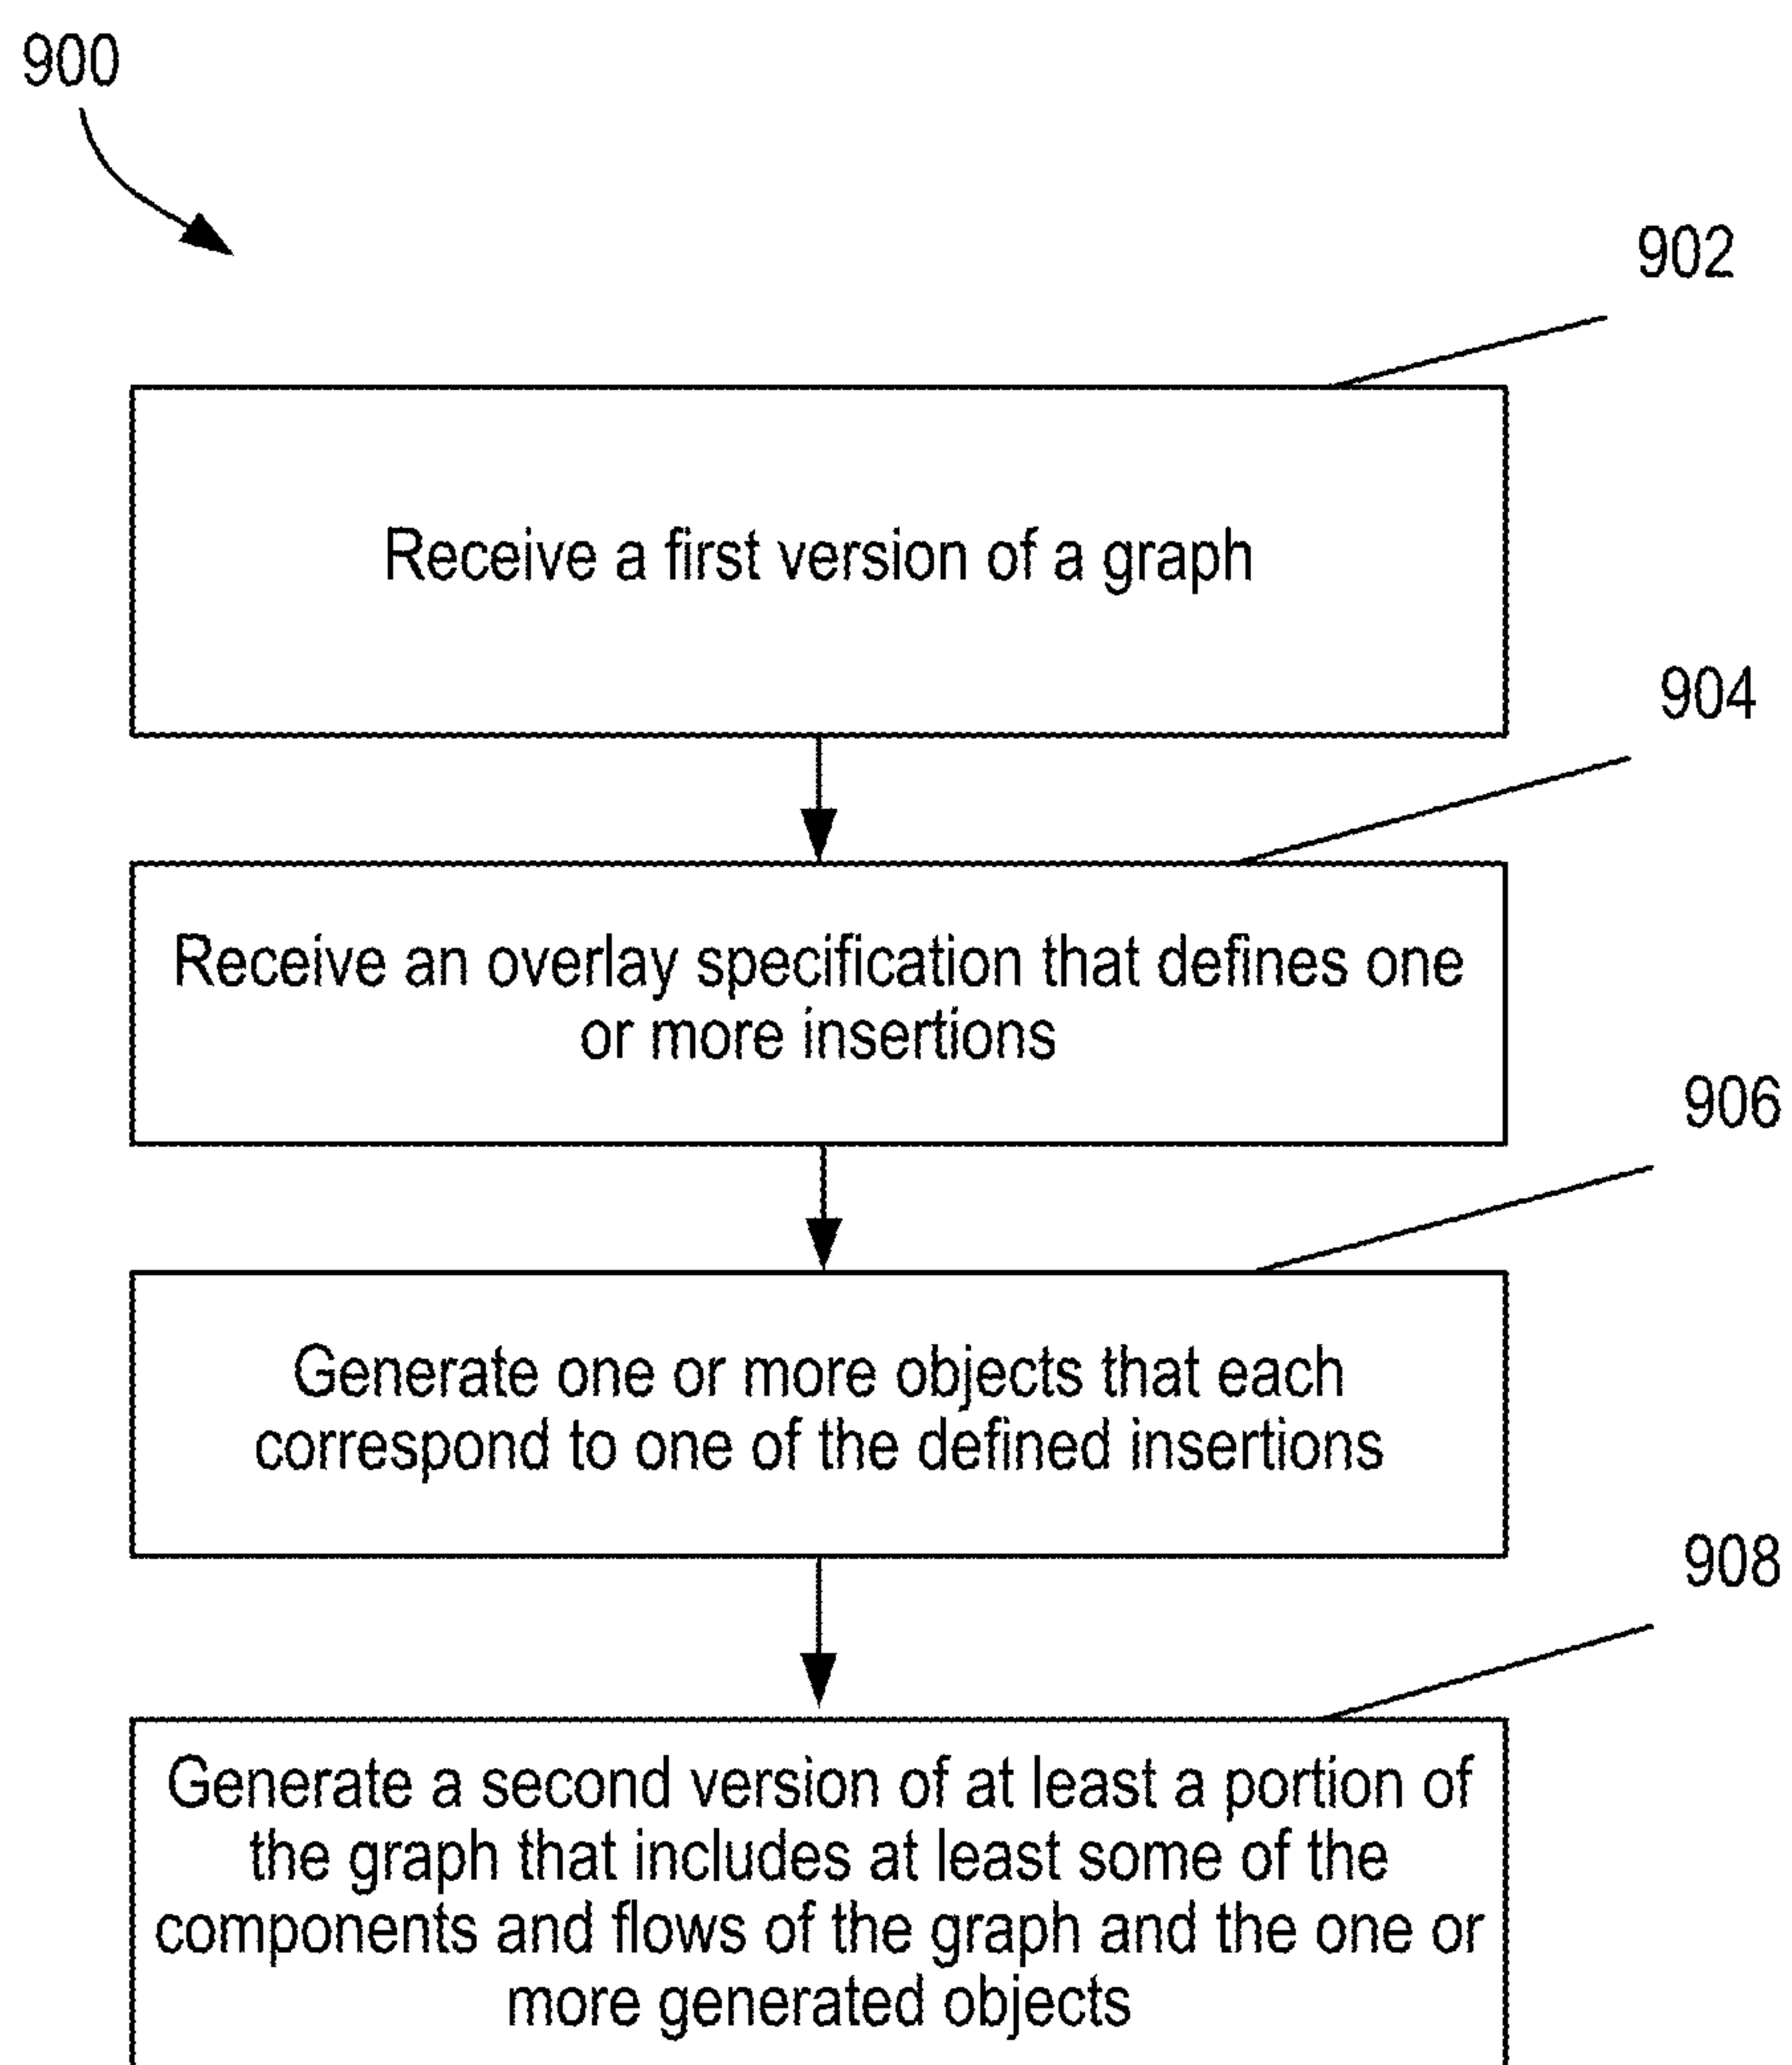 900
902
Receive a first version of a graph
904
Receive an overlay specification that defines one
or more insertions
906
Generate one or more objects that each
correspond to one of the defined insertions
908
Generate a second version of at least a portion of
the graph that includes at least some of the
components and flows of the graph and the one or
more generated objects